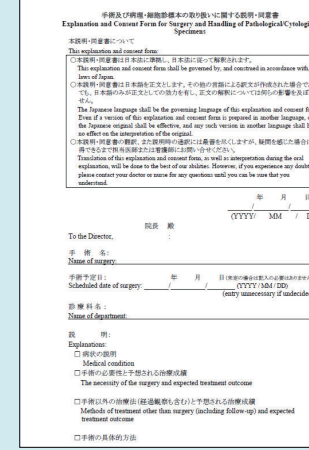 手術及び病理・細胞診標本の取り扱いに関する説明・同意書
Explanation and Consent Form for Surgery and Handling of Pathological/Cytologi
Specimens
本説明・同意書について
This explanation and consent form:
○本説明・同意書は日本法に準拠し、日本法に従って解釈されます。
This explanation and consent form shall be governed by, and construed in accordance with
laws of Japan.
○本説明・同意書は日本語を正文とします。その他の言語による訳文が作成された場合で
ても、日本語のみが正文としての効力を有し、正文の解釈については何らの影響を及ぼ
せん。
The Japanese language shall be the governing language of this explanation and consent f
Even if a version of this explanation and consent form is prepared in another language,
the Japanese original shall be effective, and any such version in another language shall
no effect on the interpretation of the original.
○本説明・同意書の翻訳、また説明時の通訳には最善を尽くしますが、疑問を感じた場合に
得できるまで担当医師または看護師にお問い合せください。
Translation of this explanation and consent form, as well as interpretation during the oral
explanation, will be done to the best of our abilities. However, if you experience any doubt
please contact your doctor or nurse for any questions until you can be sure that you
understand.
年 月
/ /
(YYYY/ MM / D
院長 殿
To the Director, :
手 術 名:
Name of surgery:
手術予定日: 年 月 日(未定の場合は記入の必要はありません
Scheduled date of surgery: / / (YYYY / MM / DD)
(entry unnecessary if undecide
診療科名:
Name of department:
説 明:
Explanations:
□ 病状の説明
Medical condition
□手術の必要性と予想される治療成績
The necessity of the surgery and expected treatment outcome
□手術以外の治療法(経過観察も含む)と予想される治療成績
Methods of treatment other than surgery (including follow-up) and expected
treatment outcome
□手術の具体的方法